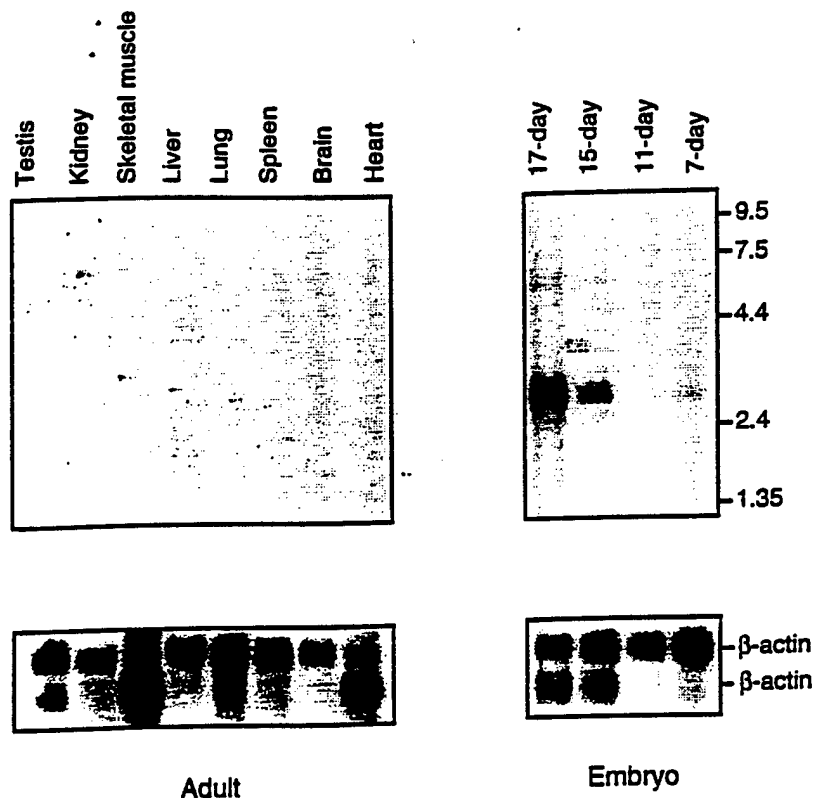 Testis
Kidney
Skeletal muscle
Liver
Lung
Spleen
Brain
Heart
17-day
15-day
11-day
7-day
9.5
7.5
4.4
2.4
1.35
β-actin
β-actin
Adult
Embryo